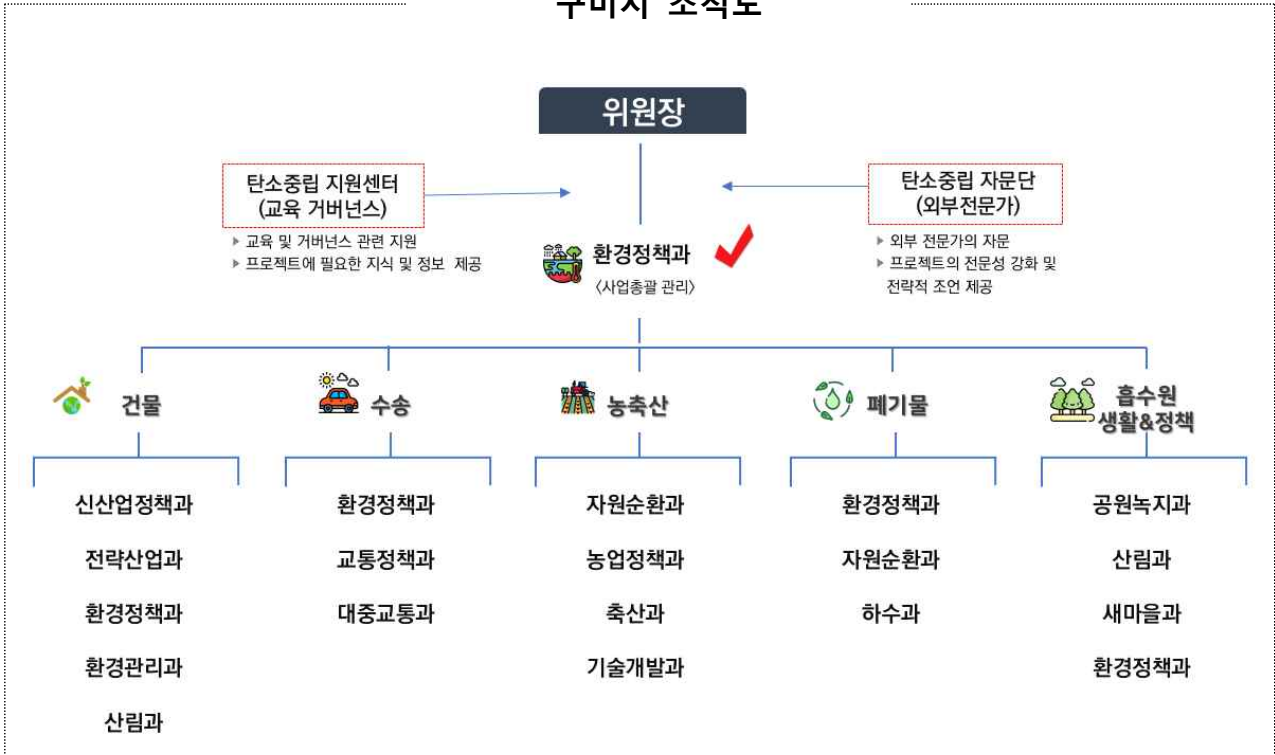 구미시 조직도
위원장
탄소중립 지원센터
(교육 거버넌스)
▶ 교육 및 거버넌스 관련 지원
▶ 프로젝트에 필요한 지식 및 정보 제공
탄소중립 자문단
(외부전문가)
▶ 외부 전문가의 자문
▶ 프로젝트의 전문성 강화 및
전략적 조언 제공
환경정책과
〈사업총괄 관리〉
건물
신산업정책과
전략산업과
환경정책과
환경관리과
산림과
수송
환경정책과
교통정책과
대중교통과
농축산
자원순환과
농업정책과
축산과
기술개발과
폐기물
환경정책과
자원순환과
하수과
흡수원
생활&정책
공원녹지과
산림과
새마을과
환경정책과